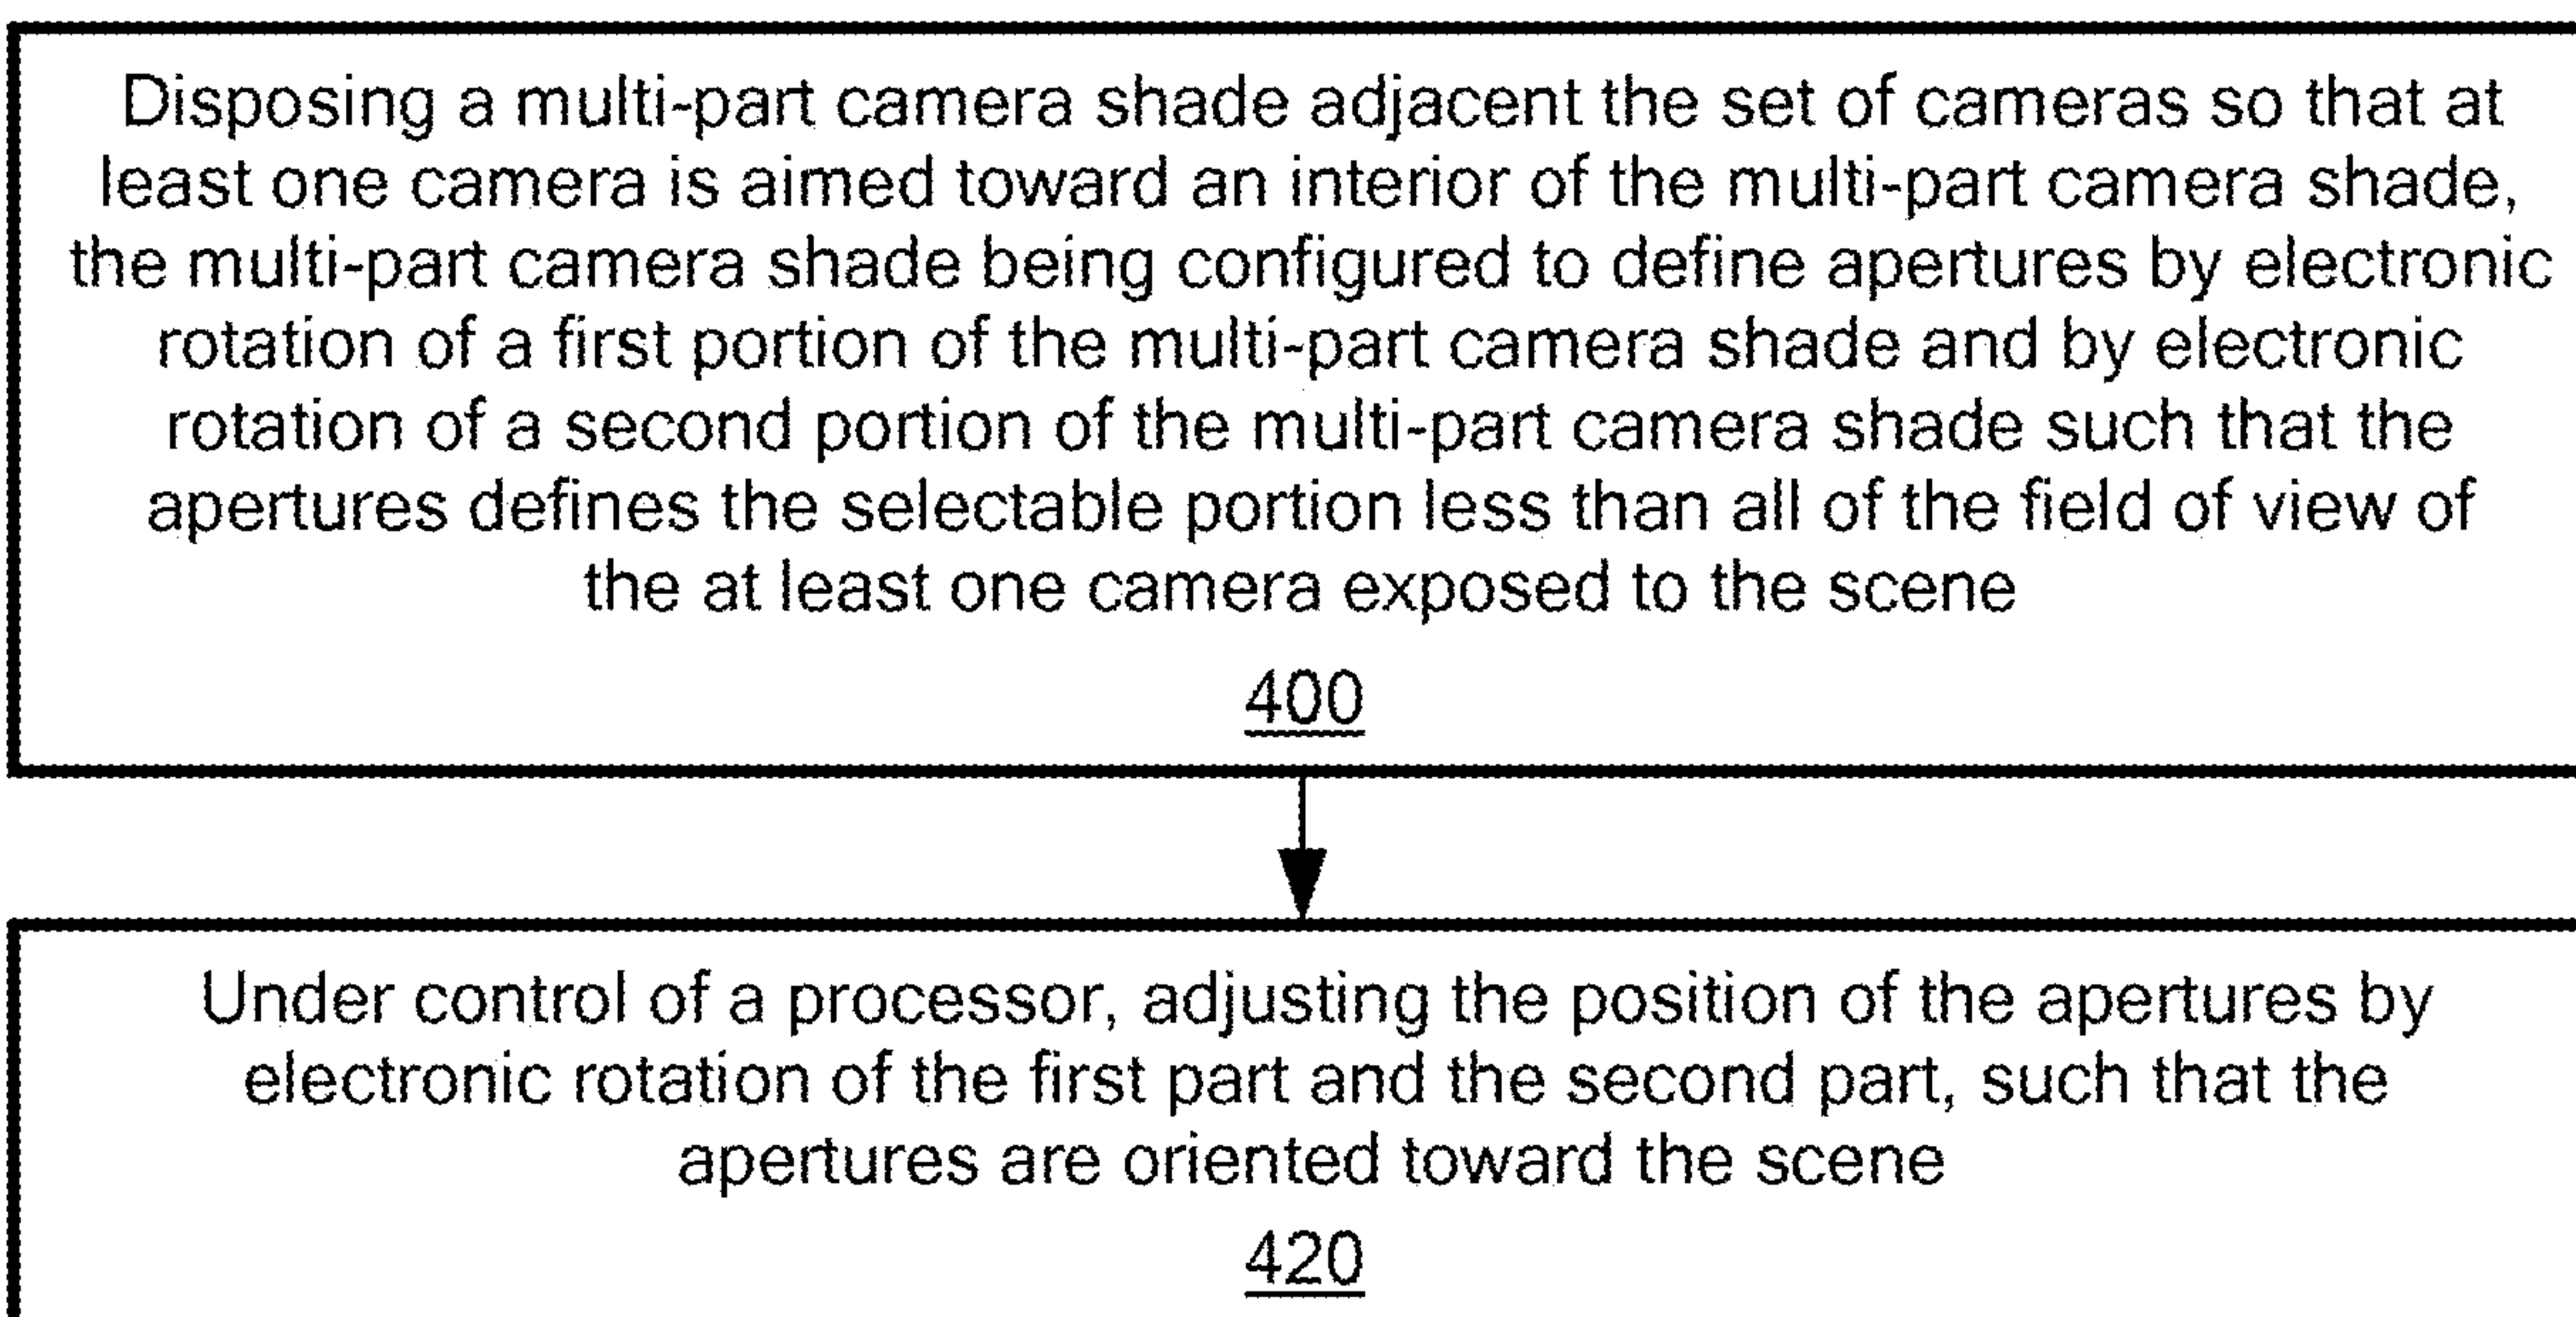 Disposing a multi-part camera shade adjacent the set of cameras so that at
least one camera is aimed toward an interior of the multi-part camera shade,
the multi-part camera shade being configured to define apertures by electronic
rotation of a first portion of the multi-part camera shade and by electronic
rotation of a second portion of the multi-part camera shade such that the
apertures defines the selectable portion less than all of the field of view of
the at least one camera exposed to the scene
400
Under control of a processor, adjusting the position of the apertures by
electronic rotation of the first part and the second part, such that the
apertures are oriented toward the scene
420